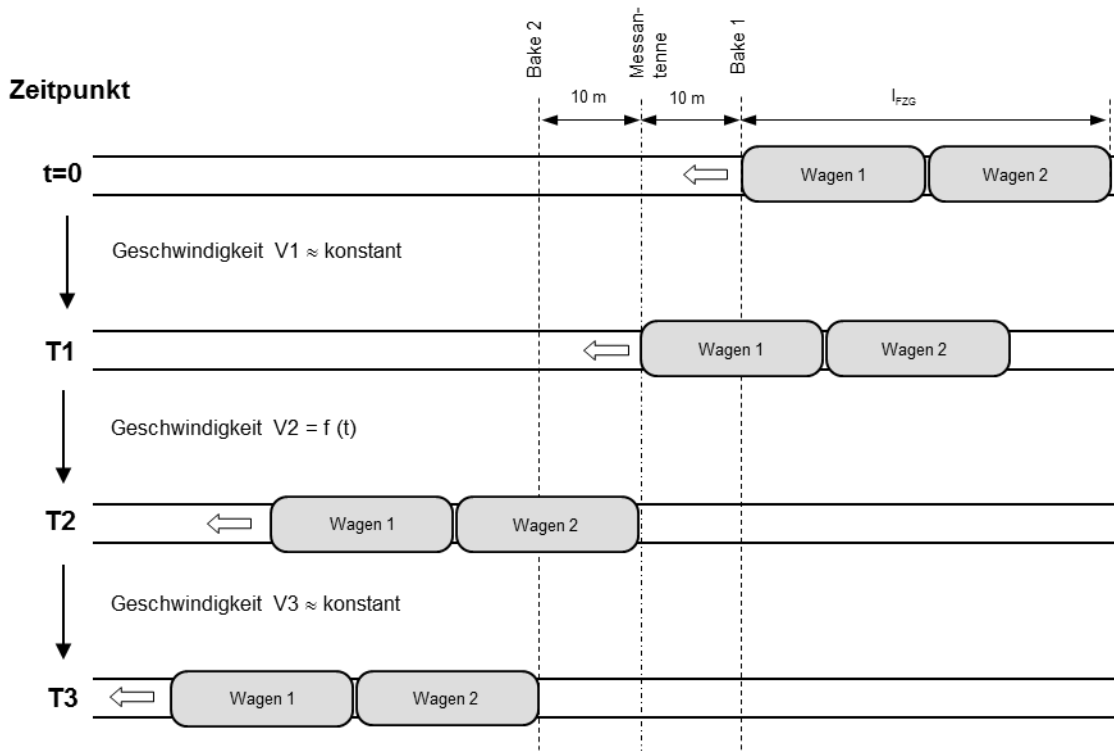 Bake 2
Messan-
tenne
Bake 1
Zeitpunkt
10 m
10 m
lFZG
t=0
Wagen 1
Wagen 2
Geschwindigkeit V1 ≈ konstant
T1
Wagen 1
Wagen 2
Geschwindigkeit V2 = f (t)
T2
Wagen 1
Wagen 2
Geschwindigkeit V3 ≈ konstant
T3
Wagen 1
Wagen 2